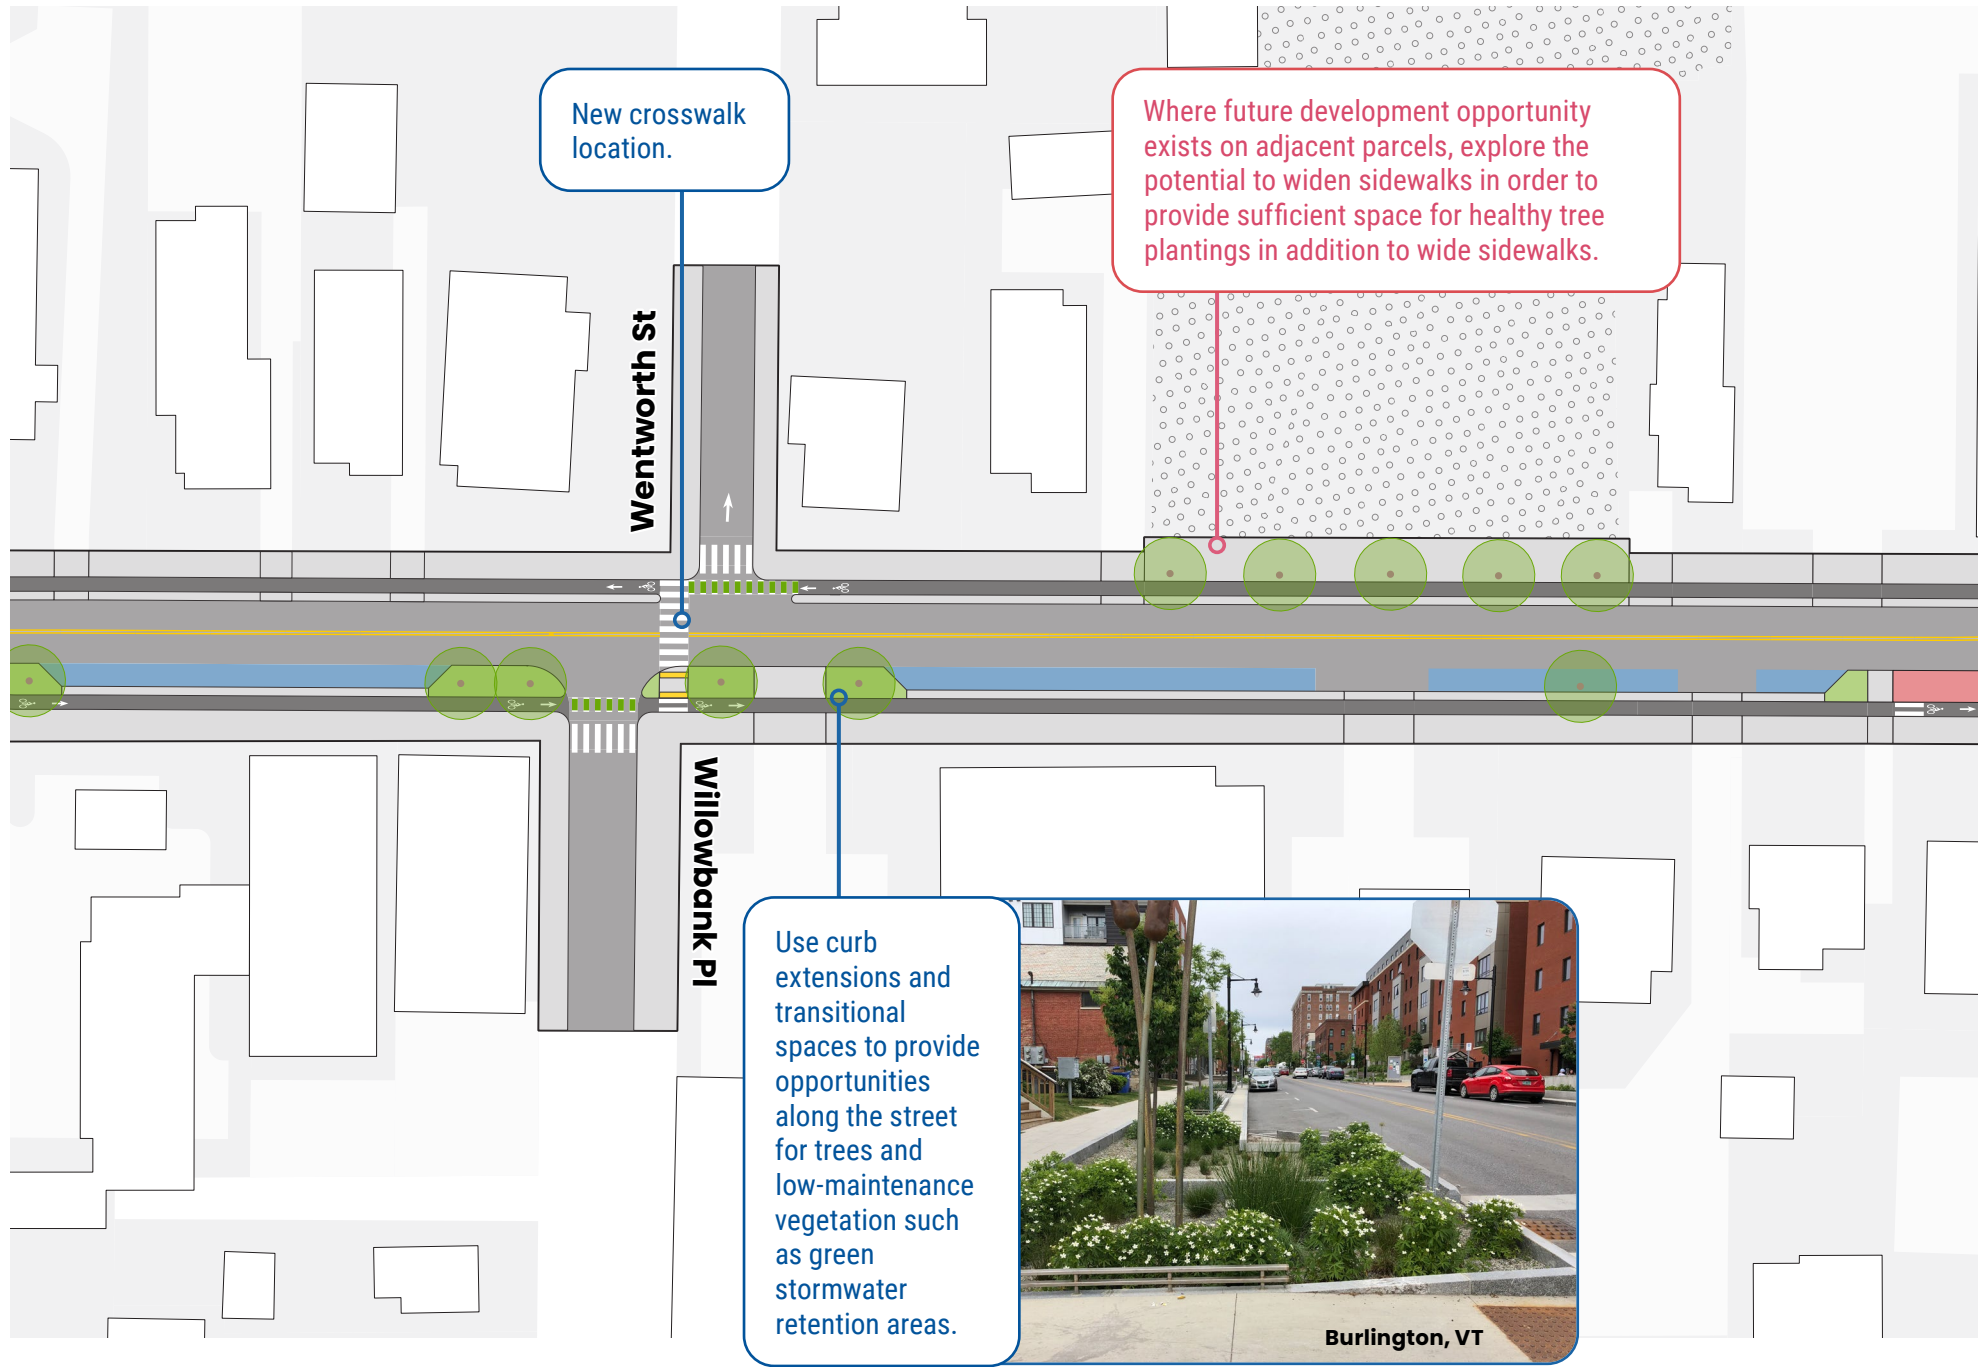 New crosswalk
location.
Where future development opportunity
exists on adjacent parcels, explore the
potential to widen sidewalks in order to
provide sufficient space for healthy tree
plantings in addition to wide sidewalks.
Wentworth St
Willowbank Pl
Use curb
extensions and
transitional
spaces to provide
opportunities
along the street
for trees and
low-maintenance
vegetation such
as green
stormwater
retention areas.
Burlington, VT